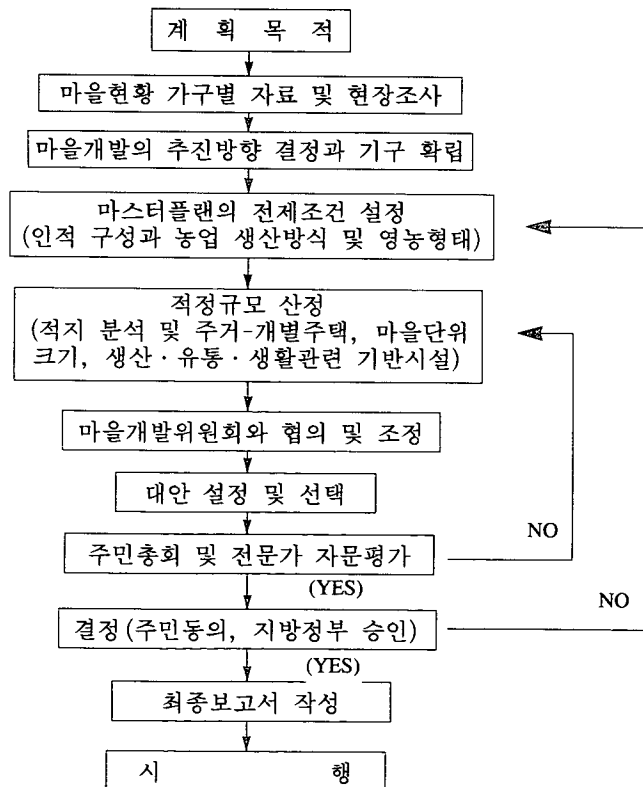 계 획 목 적
마을현황 가구별 자료 및 현장조사
마을개발의 추진방향 결정과 기구 확립
마스터플랜의 전제조건 설정
(인적 구성과 농업 생산방식 및 영농형태)
적정규모 산정
(적지 분석 및 주거-개별주택, 마을단위
크기, 생산·유통·생활관련 기반시설)
마을개발위원회와 협의 및 조정
대안 설정 및 선택
NO
주민총회 및 전문가 자문평가
(YES)
NO
결정(주민동의, 지방정부 승인)
(YES)
최종보고서 작성
시 행